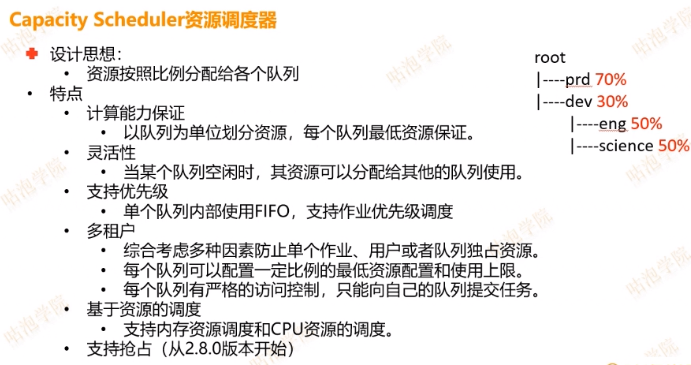 Capacity Scheduler资源调度器
设计思想：
资源按照比例分配给各个队列
特点
计算能力保证
以队列为单位划分资源，每个队列最低资源保证。
灵活性
当某个队列空闲时，其资源可以分配给其他的队列使用。
支持优先级
单个队列内部使用FIFO，支持作业优先级调度
多租户
综合考虑多种因素防止单个作业、用户或者队列独占资源。
每个队列可以配置一定比例的最低资源配置和使用上限。
每个队列有严格的访问控制，只能向自己的队列提交任务。
基于资源的调度
支持内存资源调度和CPU资源的调度。
支持抢占（从2.8.0版本开始）
root
|----prd 70%
|----dev 30%
|----eng 50%
|----science 50%
咕泡学院
咕泡学院
咕泡学院
咕泡学院
咕泡学院
咕泡学院